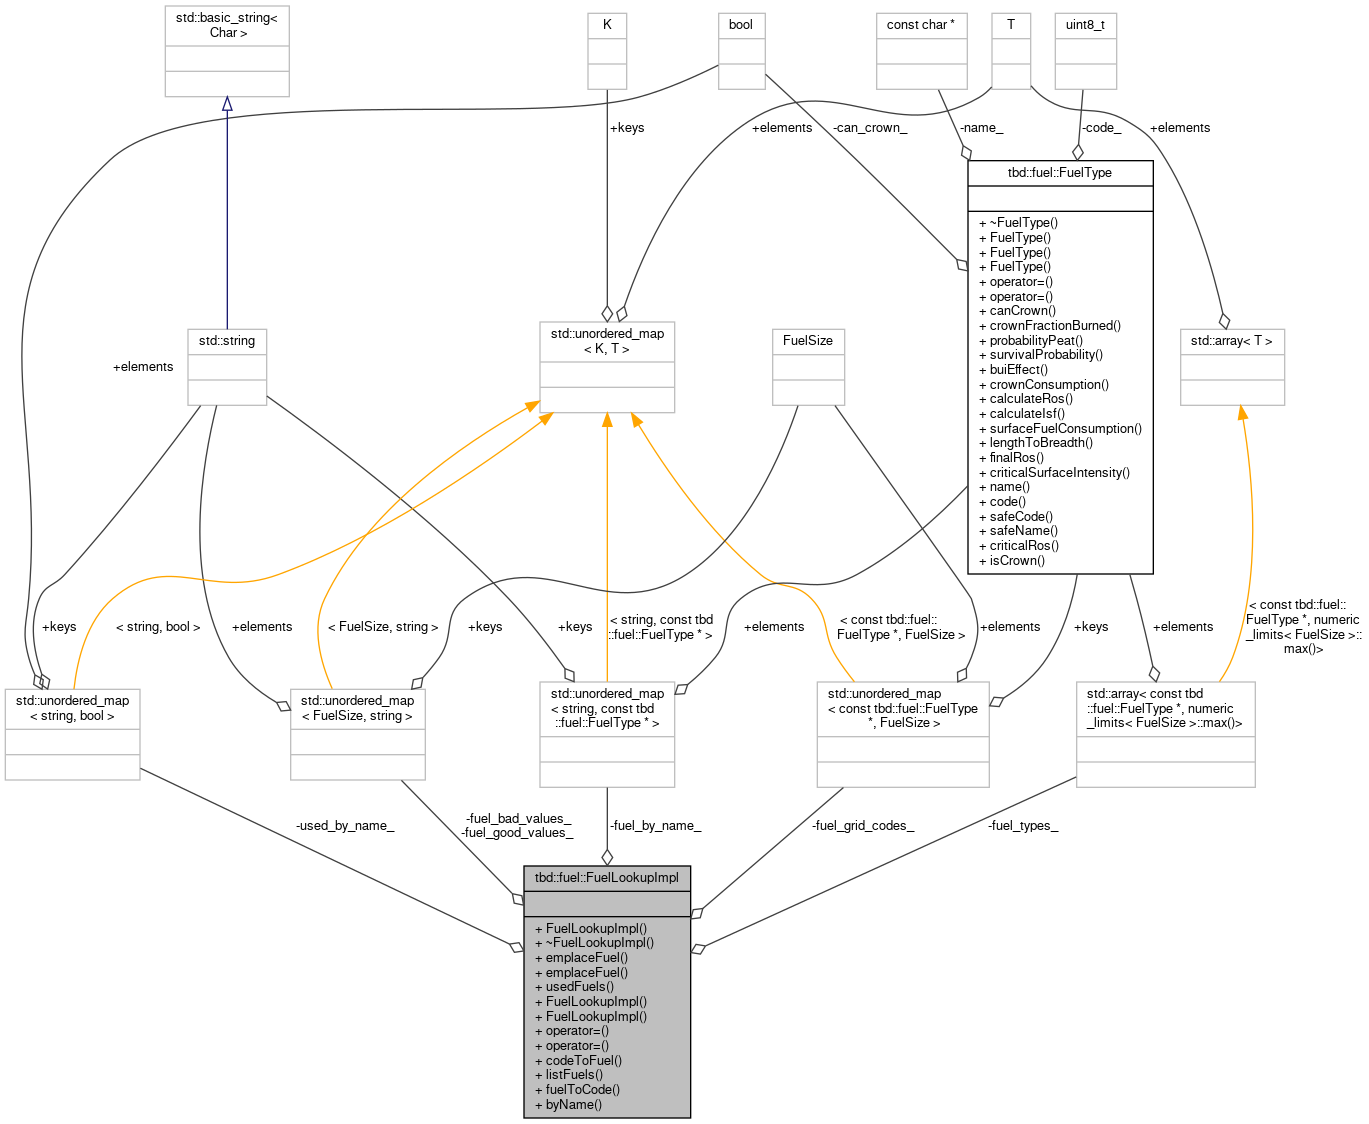 std::basic_string<
Char >
K
bool
const char *
T
uint8_t
+keys
+elements
-can_crown_
-name_
-code_
+elements
tbd::fuel::FuelType
+ ~FuelType()
+ FuelType()
+ FuelType()
+ FuelType()
+ operator=()
+ operator=()
+ canCrown()
+ crownFractionBurned()
+ probabilityPeat()
+ survivalProbability()
+ buiEffect()
+ crownConsumption()
+ calculateRos()
+ calculateIsf()
+ surfaceFuelConsumption()
+ lengthToBreadth()
+ finalRos()
+ criticalSurfaceIntensity()
+ name()
+ code()
+ safeCode()
+ safeName()
+ criticalRos()
+ isCrown()
std::string
std::unordered_map
< K, T >
FuelSize
std::array< T >
+elements
+keys
< string, bool >
+elements
< FuelSize, string >
+keys
+keys
< string, const tbd
::fuel::FuelType * >
+elements
< const tbd::fuel::
FuelType *, FuelSize >
+elements
+keys
+elements
< const tbd::fuel::
FuelType *, numeric
_limits< FuelSize >::
max()>
std::unordered_map
< string, bool >
std::unordered_map
< FuelSize, string >
std::unordered_map
< string, const tbd
::fuel::FuelType * >
std::unordered_map
< const tbd::fuel::FuelType
*, FuelSize >
std::array< const tbd
::fuel::FuelType *, numeric
_limits< FuelSize >::max()>
-used_by_name_
-fuel_bad_values_
-fuel_good_values_
-fuel_by_name_
-fuel_grid_codes_
-fuel_types_
tbd::fuel::FuelLookupImpl
+ FuelLookupImpl()
+ ~FuelLookupImpl()
+ emplaceFuel()
+ emplaceFuel()
+ usedFuels()
+ FuelLookupImpl()
+ FuelLookupImpl()
+ operator=()
+ operator=()
+ codeToFuel()
+ listFuels()
+ fuelToCode()
+ byName()